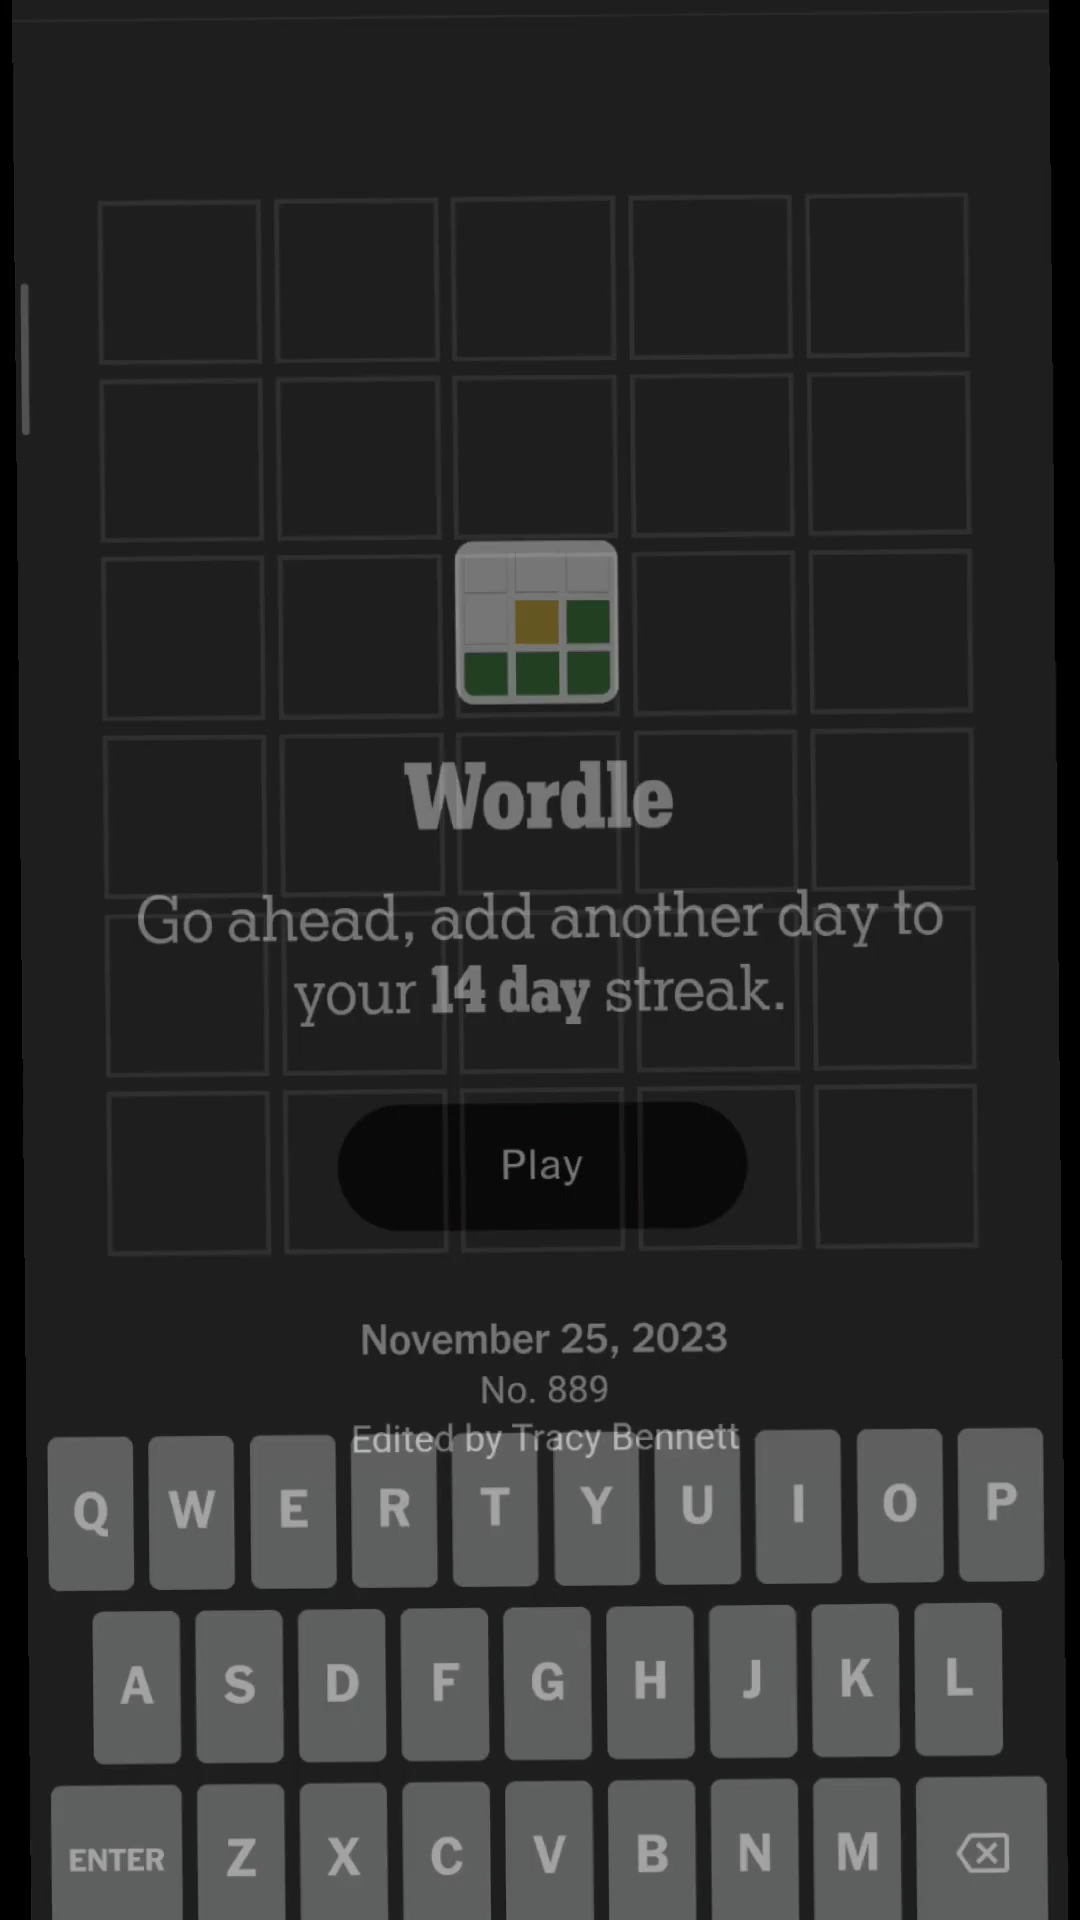 Wordle
Go ahead, add another day to
your 14 day streak.
Play
November 25, 2023
No. 889
Edited by Tracy Bennett
Q W E R T Y U I O P
A S D F G H J K L
ENTER Z X C V B N M